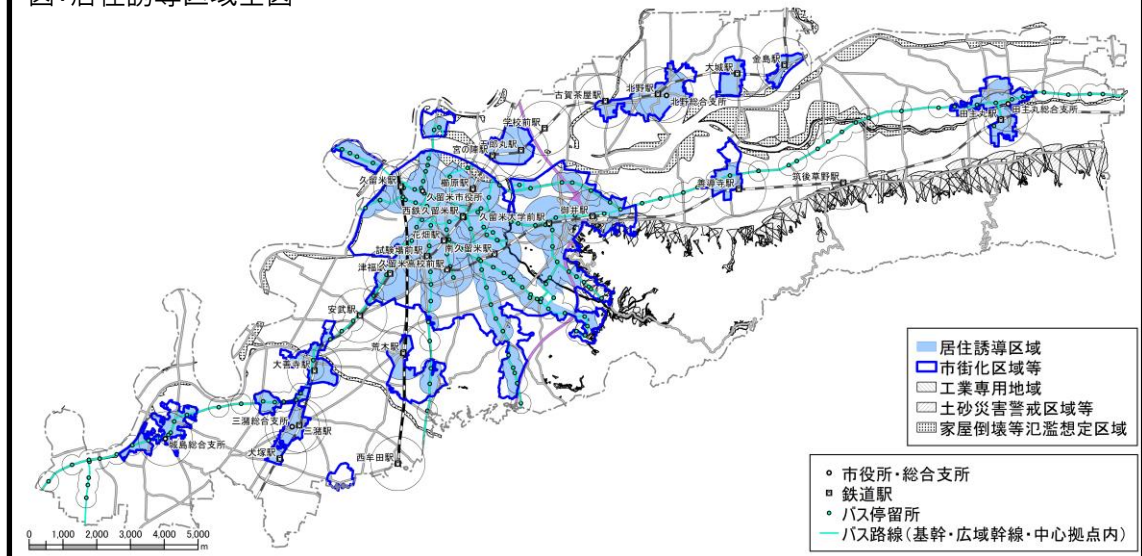 図:居住誘導区域全図
金島駅
大城駅
北野駅
古賀茶屋駅
北野総合支所
田主丸総合支所
田主丸駅
学校前駅
五郎丸駅
宮の陣駅
久留米駅
櫛原駅
久留米市役所
西鉄久留米駅
久留米大学前駅
御井駅
善導寺駅
筑後草野駅
花畑駅
試験場前駅
南久留米駅
久留米高校前駅
津福駅
安武駅
荒木駅
大善寺駅
三潴総合支所
三潴駅
城島総合支所
犬塚駅
西牟田駅
居住誘導区域
市街化区域等
工業専用地域
土砂災害警戒区域等
家屋倒壊等氾濫想定区域
市役所・総合支所
鉄道駅
バス停留所
バス路線(基幹・広域幹線・中心拠点内)
0 1,000 2,000 3,000 4,000 5,000
m